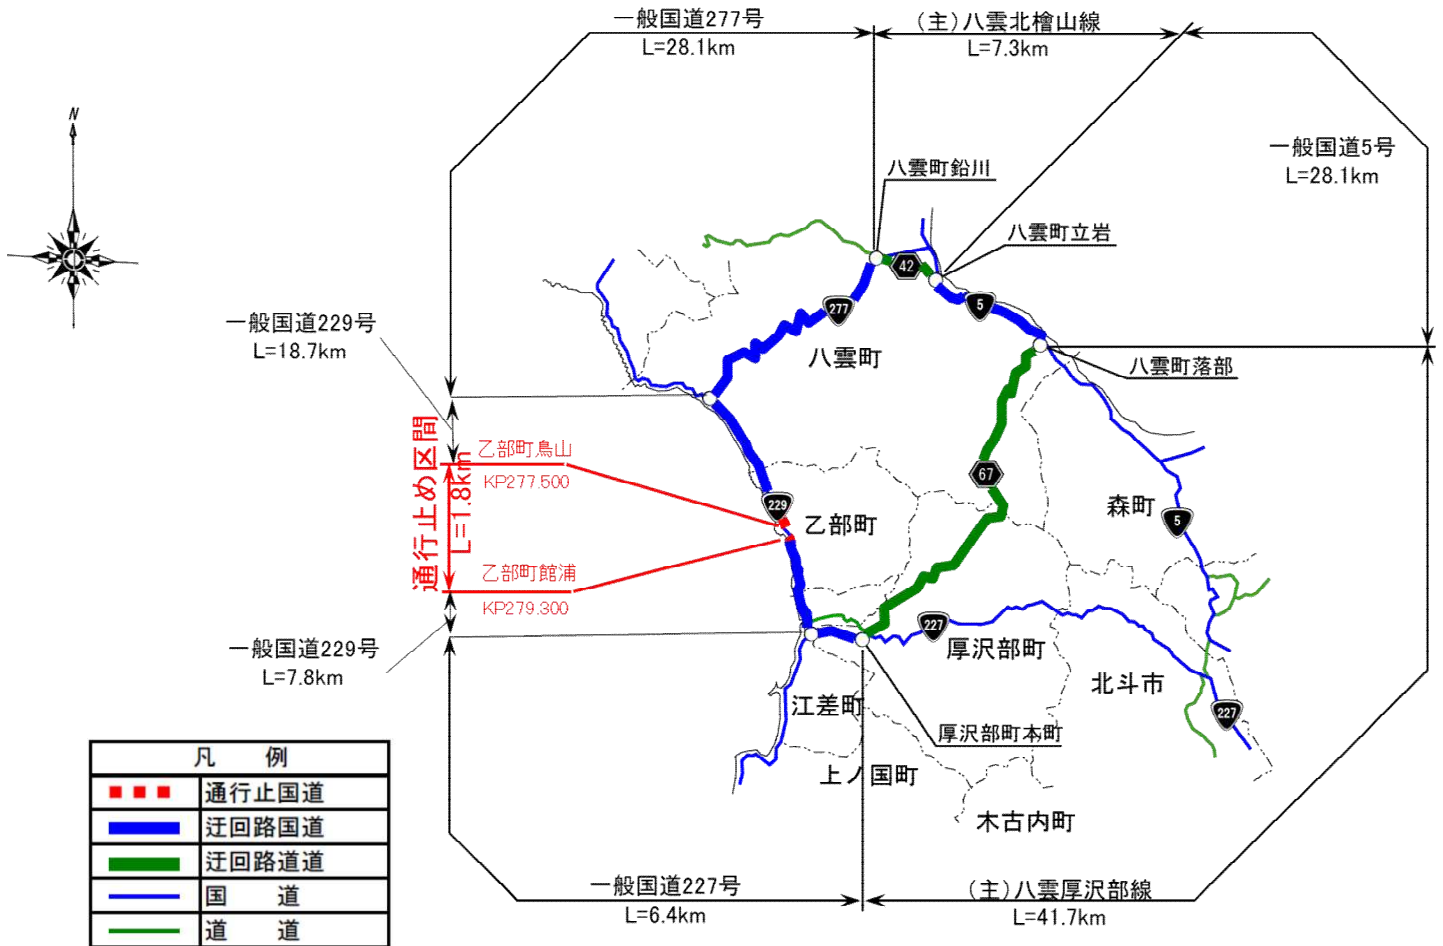 一般国道277号
L=28.1km
(主)八雲北檜山線
L=7.3km
一般国道5号
L=28.1km
N
八雲町鉛川
八雲町立岩
42
277
5
八雲町
八雲町落部
一般国道229号
L=18.7km
通行止め区間
L=1.8km
乙部町鳥山
KP277.500
229
乙部町
67
森町
5
乙部町館浦
KP279.300
227
厚沢部町
一般国道229号
L=7.8km
北斗市
江差町
227
厚沢部町本町
上ノ国町
木古内町
凡 例
通行止国道
迂回路国道
迂回路道道
国 道
道 道
一般国道227号
L=6.4km
(主)八雲厚沢部線
L=41.7km